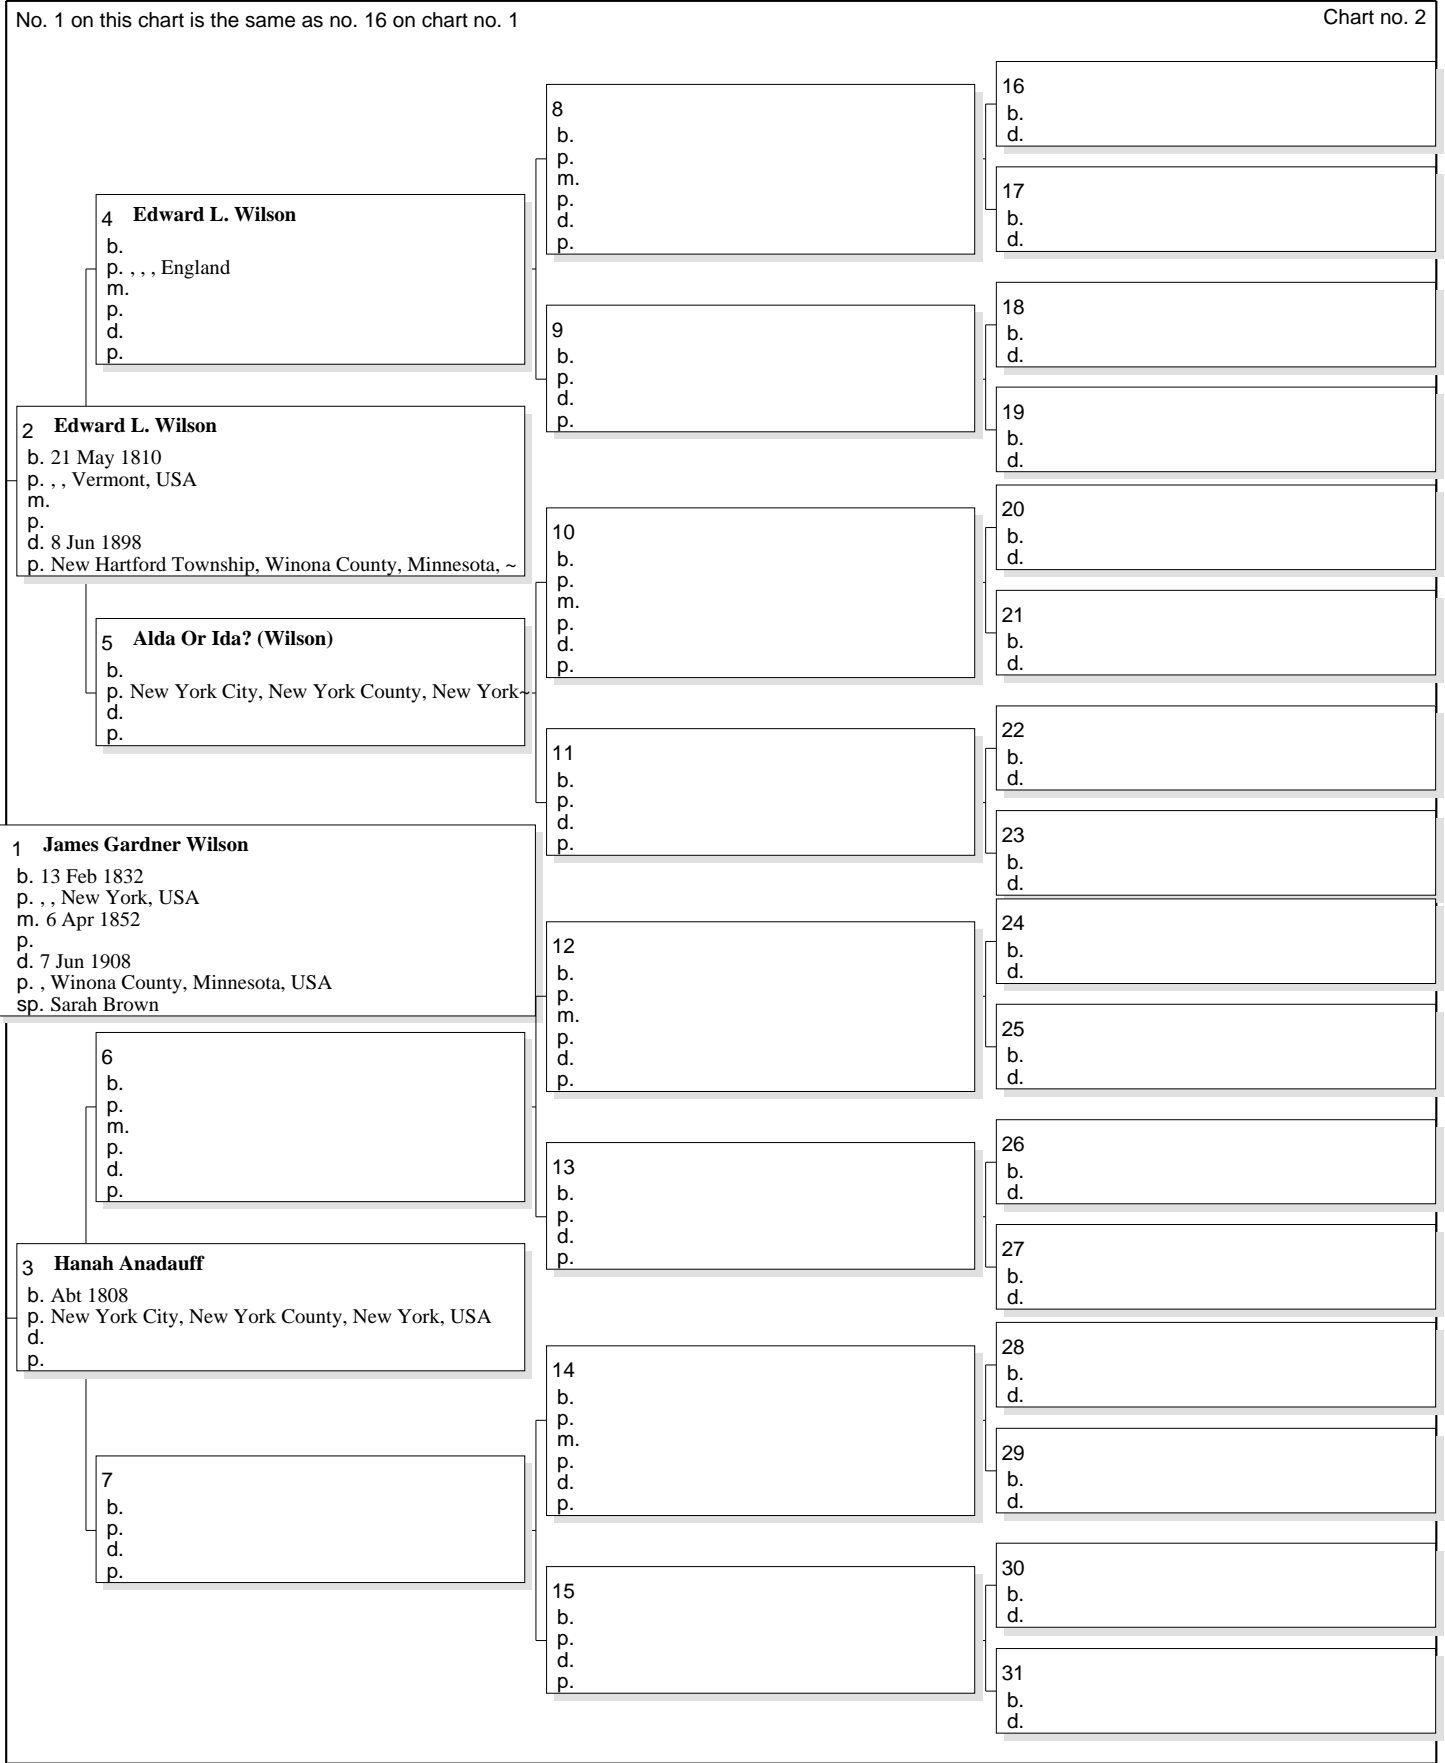 No. 1 on this chart is the same as no. 16 on chart no. 1
Chart no. 2
16
b.
d.
8
b.
p.
m.
p.
d.
p.
17
b.
d.
4 Edward L. Wilson
b.
p. , , , England
m.
p.
d.
p.
18
b.
d.
9
b.
p.
d.
p.
19
b.
d.
2 Edward L. Wilson
b. 21 May 1810
p. , , Vermont, USA
m.
p.
d. 8 Jun 1898
p. New Hartford Township, Winona County, Minnesota, ~
20
b.
d.
10
b.
p.
m.
p.
d.
p.
21
b.
d.
5 Alda Or Ida? (Wilson)
b.
p. New York City, New York County, New York~
d.
p.
22
b.
d.
11
b.
p.
d.
p.
23
b.
d.
1 James Gardner Wilson
b. 13 Feb 1832
p. , , New York, USA
m. 6 Apr 1852
p.
d. 7 Jun 1908
p. , Winona County, Minnesota, USA
sp. Sarah Brown
24
b.
d.
12
b.
p.
m.
p.
d.
p.
25
b.
d.
6
b.
p.
m.
p.
d.
p.
26
b.
d.
13
b.
p.
d.
p.
27
b.
d.
3 Hanah Anadauff
b. Abt 1808
p. New York City, New York County, New York, USA
d.
p.
28
b.
d.
14
b.
p.
m.
p.
d.
p.
29
b.
d.
7
b.
p.
d.
p.
30
b.
d.
15
b.
p.
d.
p.
31
b.
d.